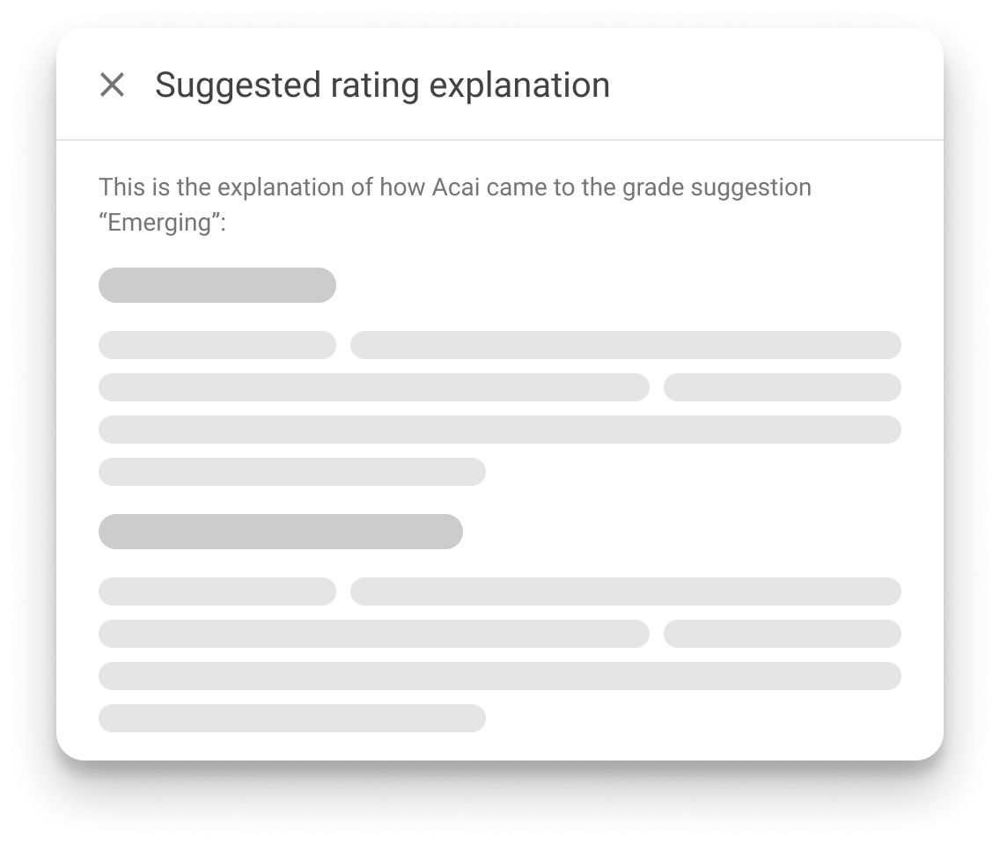 Suggested rating explanation
This is the explanation of how Acai came to the grade suggestion
“Emerging”: